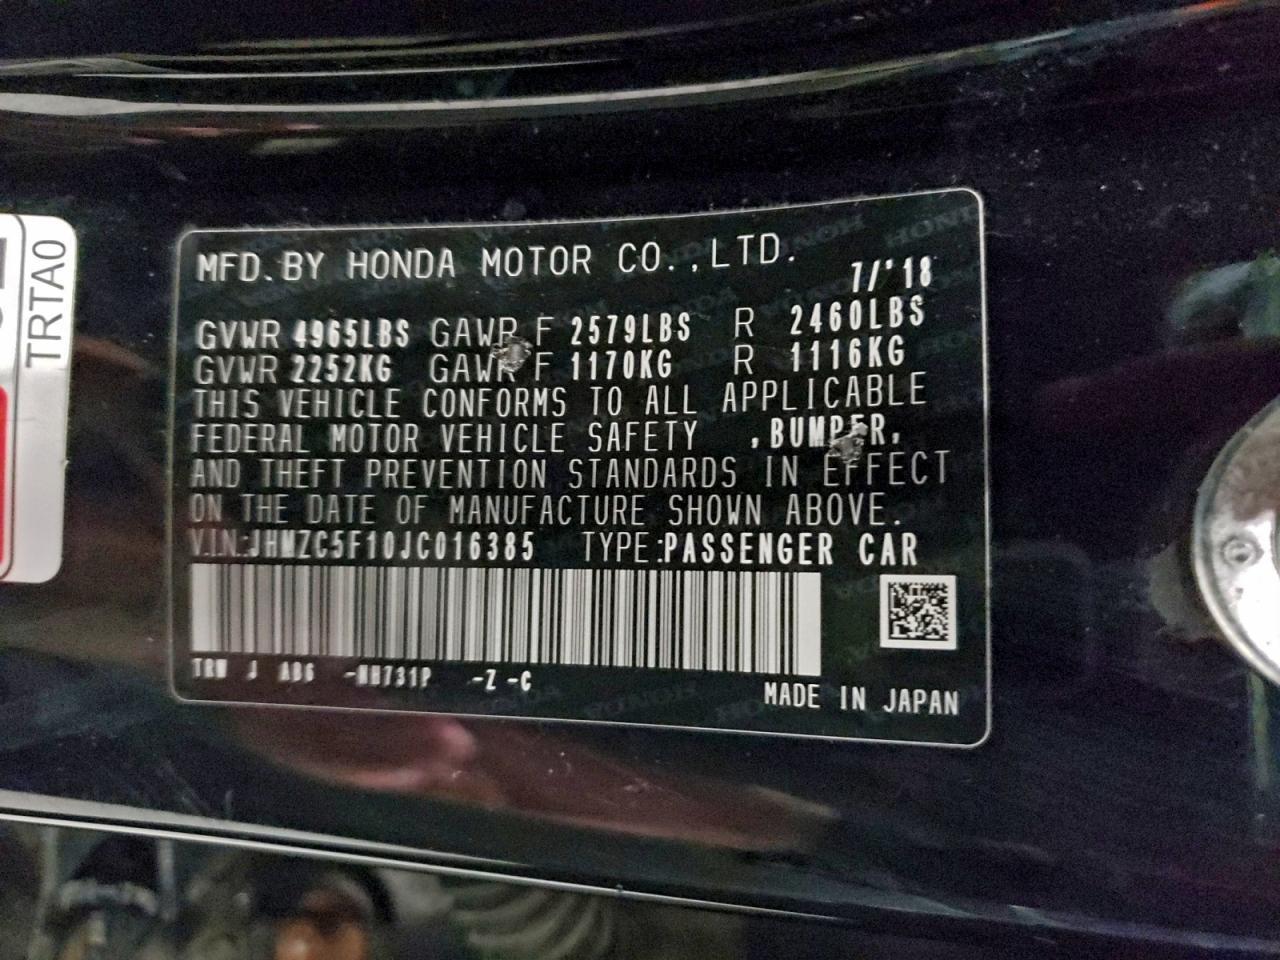 TRTA0
MFD. BY HONDA MOTOR CO., LTD.
7/'18
GVWR 4965LBS GAWR F 2579LBS R 2460LBS
GVWR 2252KG GAWR F 1170KG R 1116KG
THIS VEHICLE CONFORMS TO ALL APPLICABLE
FEDERAL MOTOR VEHICLE SAFETY ,BUMPER,
AND THEFT PREVENTION STANDARDS IN EFFECT
ON THE DATE OF MANUFACTURE SHOWN ABOVE.
V.I.N.:JHMZC5F10JC016385 TYPE:PASSENGER CAR
TRW J AB6 -NH731P -Z -C
MADE IN JAPAN